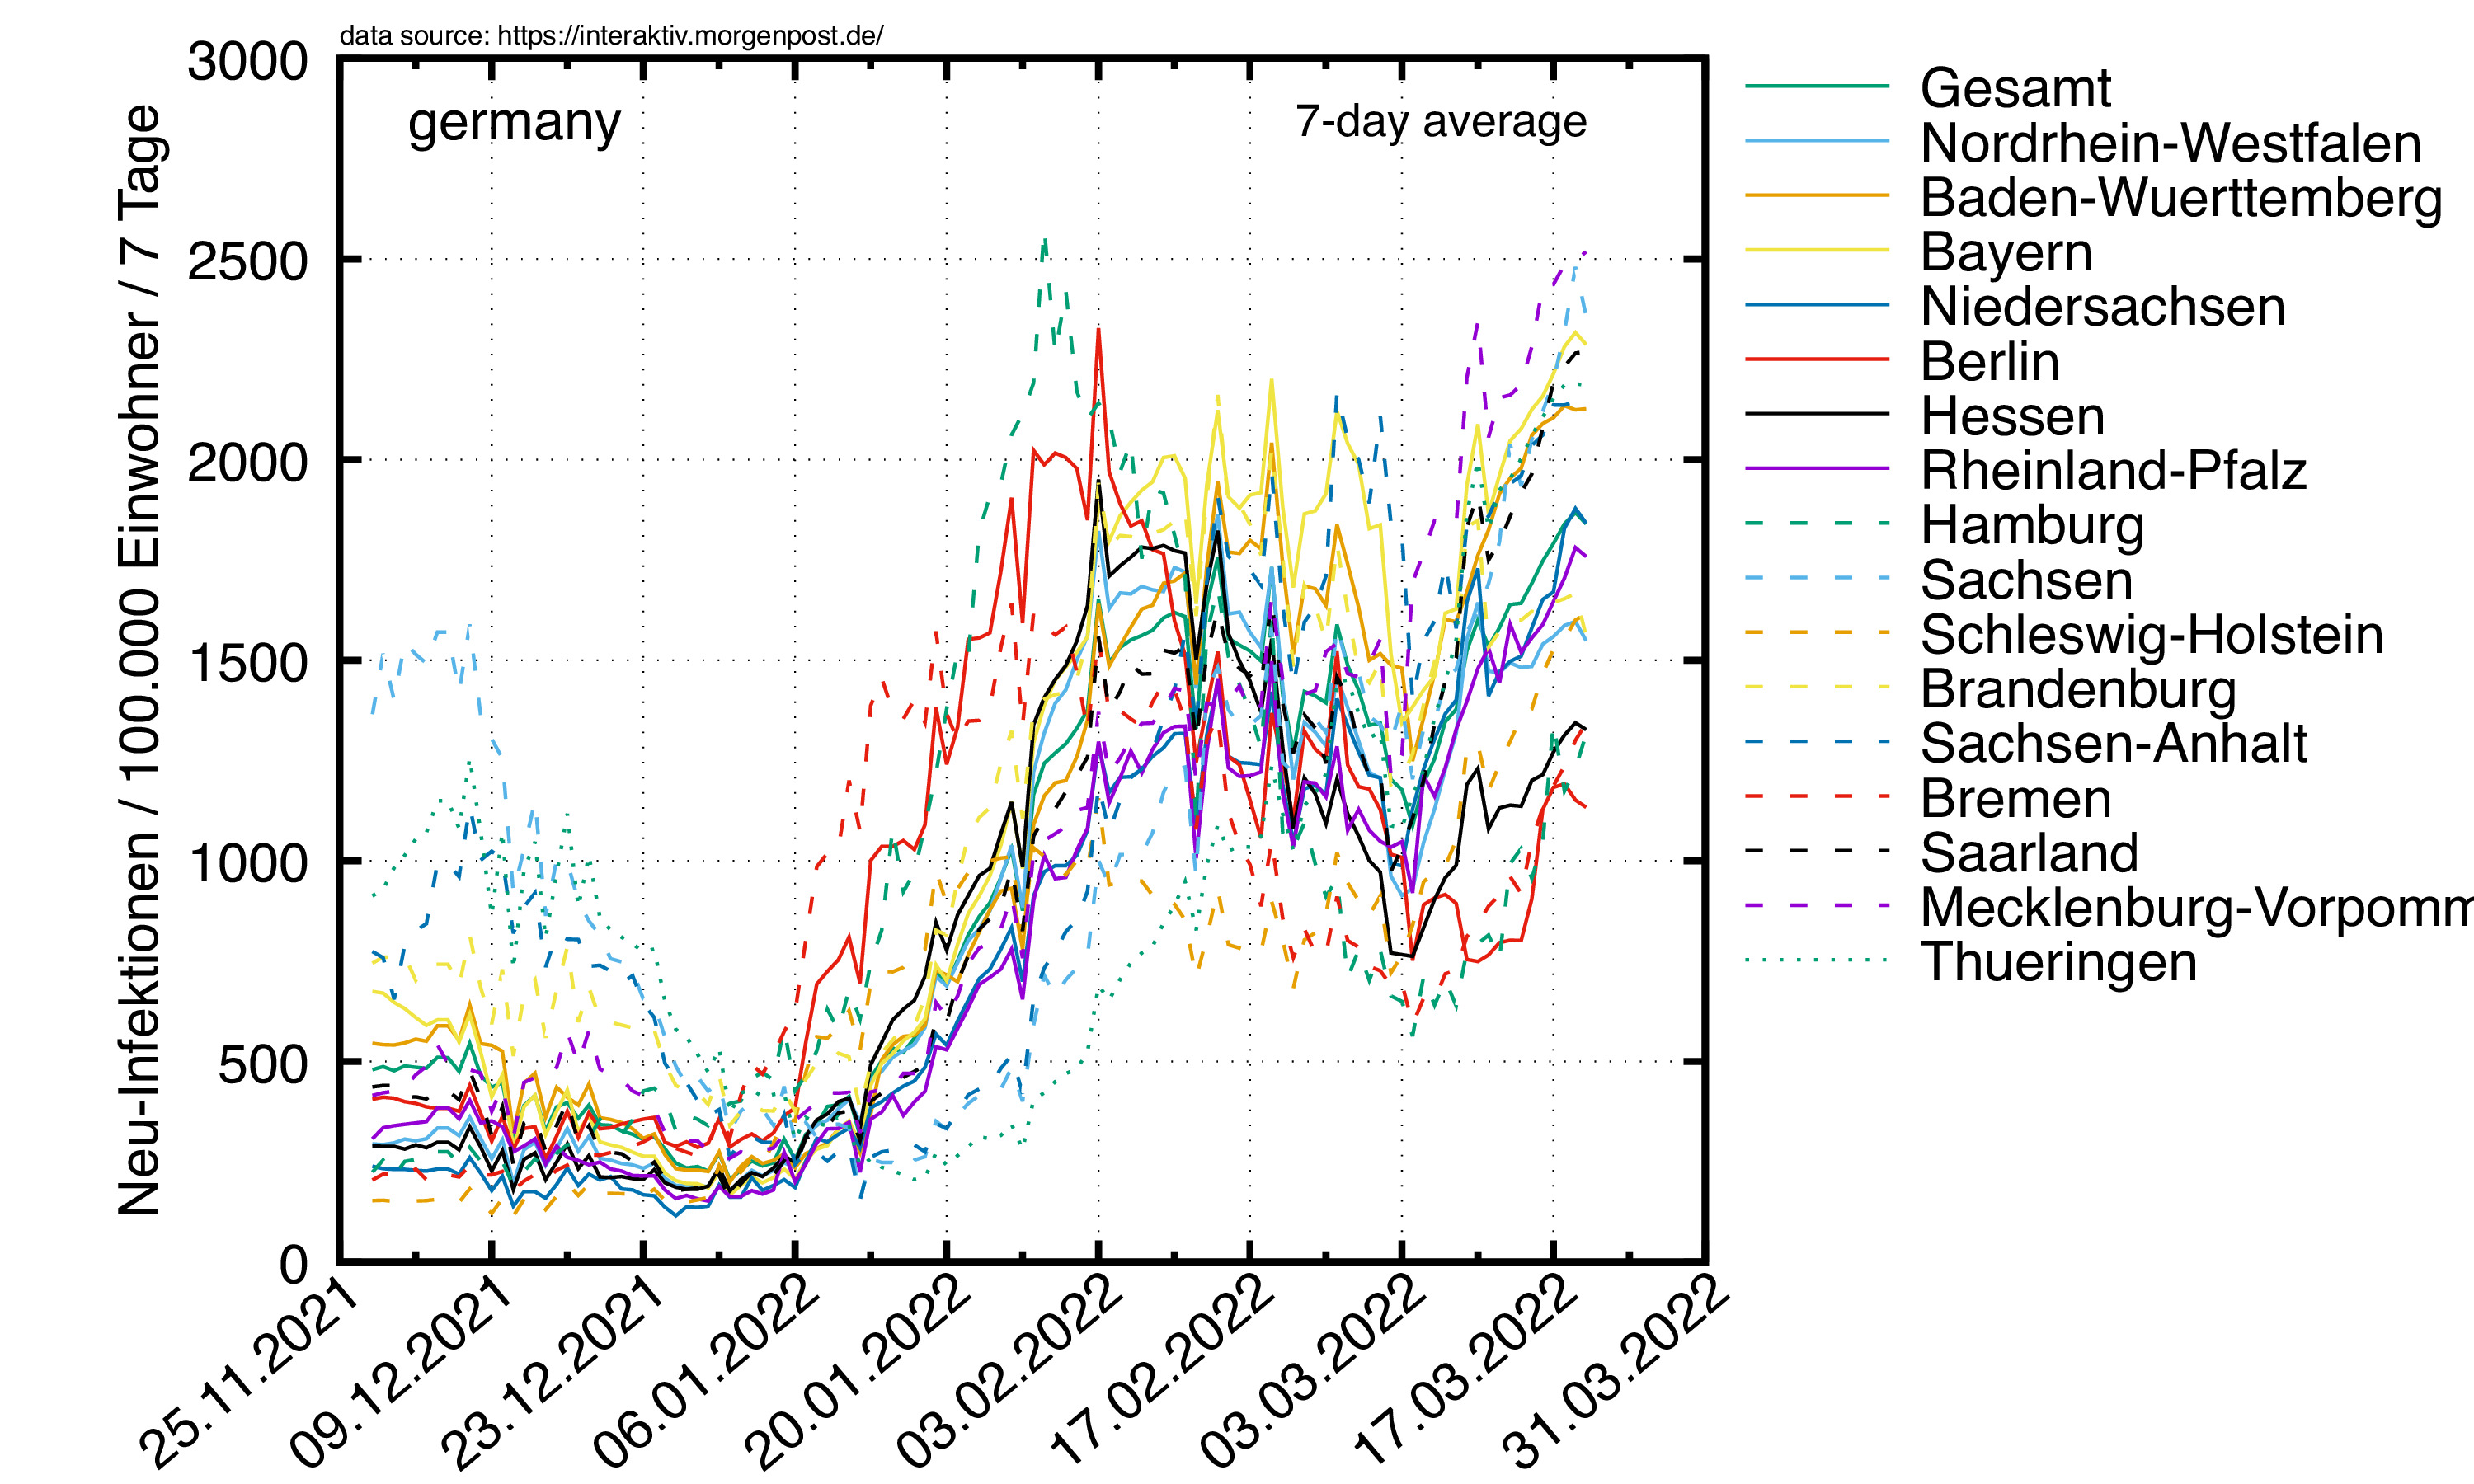 data source: https://interaktiv.morgenpost.de/
germany
7-day average
Neu-Infektionen / 100.000 Einwohner / 7 Tage
3000
2500
2000
1500
1000
500
0
25.11.2021
09.12.2021
23.12.2021
06.01.2022
20.01.2022
03.02.2022
17.02.2022
03.03.2022
17.03.2022
31.03.2022
Gesamt
Nordrhein-Westfalen
Baden-Wuerttemberg
Bayern
Niedersachsen
Berlin
Hessen
Rheinland-Pfalz
Hamburg
Sachsen
Schleswig-Holstein
Brandenburg
Sachsen-Anhalt
Bremen
Saarland
Mecklenburg-Vorpomm
Thueringen